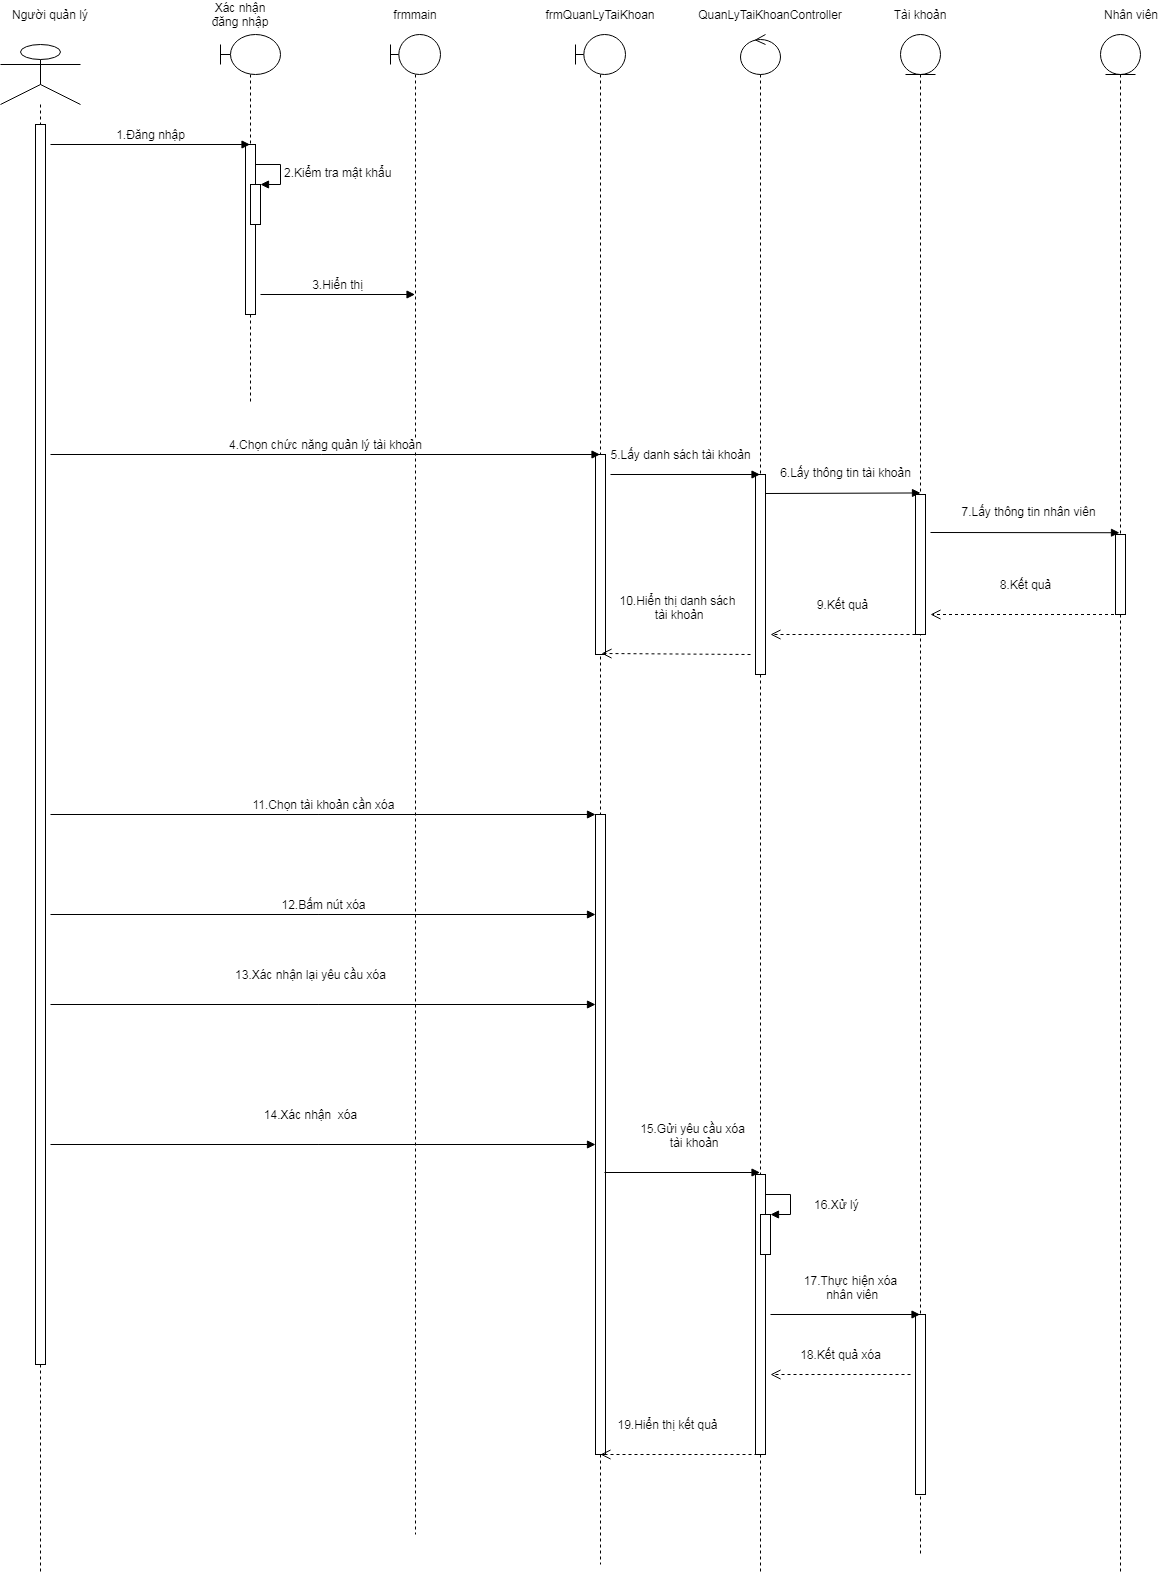 Người quản lý
Xác nhận
đăng nhập
frmmain
frmQuanLyTaiKhoan
QuanLyTaiKhoanController
Tài khoản
Nhân viên
1.Đăng nhập
2.Kiểm tra mật khẩu
3.Hiển thị
4.Chọn chức năng quản lý tài khoản
5.Lấy danh sách tài khoản
6.Lấy thông tin tài khoản
7.Lấy thông tin nhân viên
8.Kết quả
9.Kết quả
10.Hiển thị danh sách
tài khoản
11.Chọn tài khoản cần xóa
12.Bấm nút xóa
13.Xác nhận lại yêu cầu xóa
14.Xác nhận  xóa
15.Gửi yêu cầu xóa
tài khoản
16.Xử lý
17.Thực hiện xóa
nhân viên
18.Kết quả xóa
19.Hiển thị kết quả